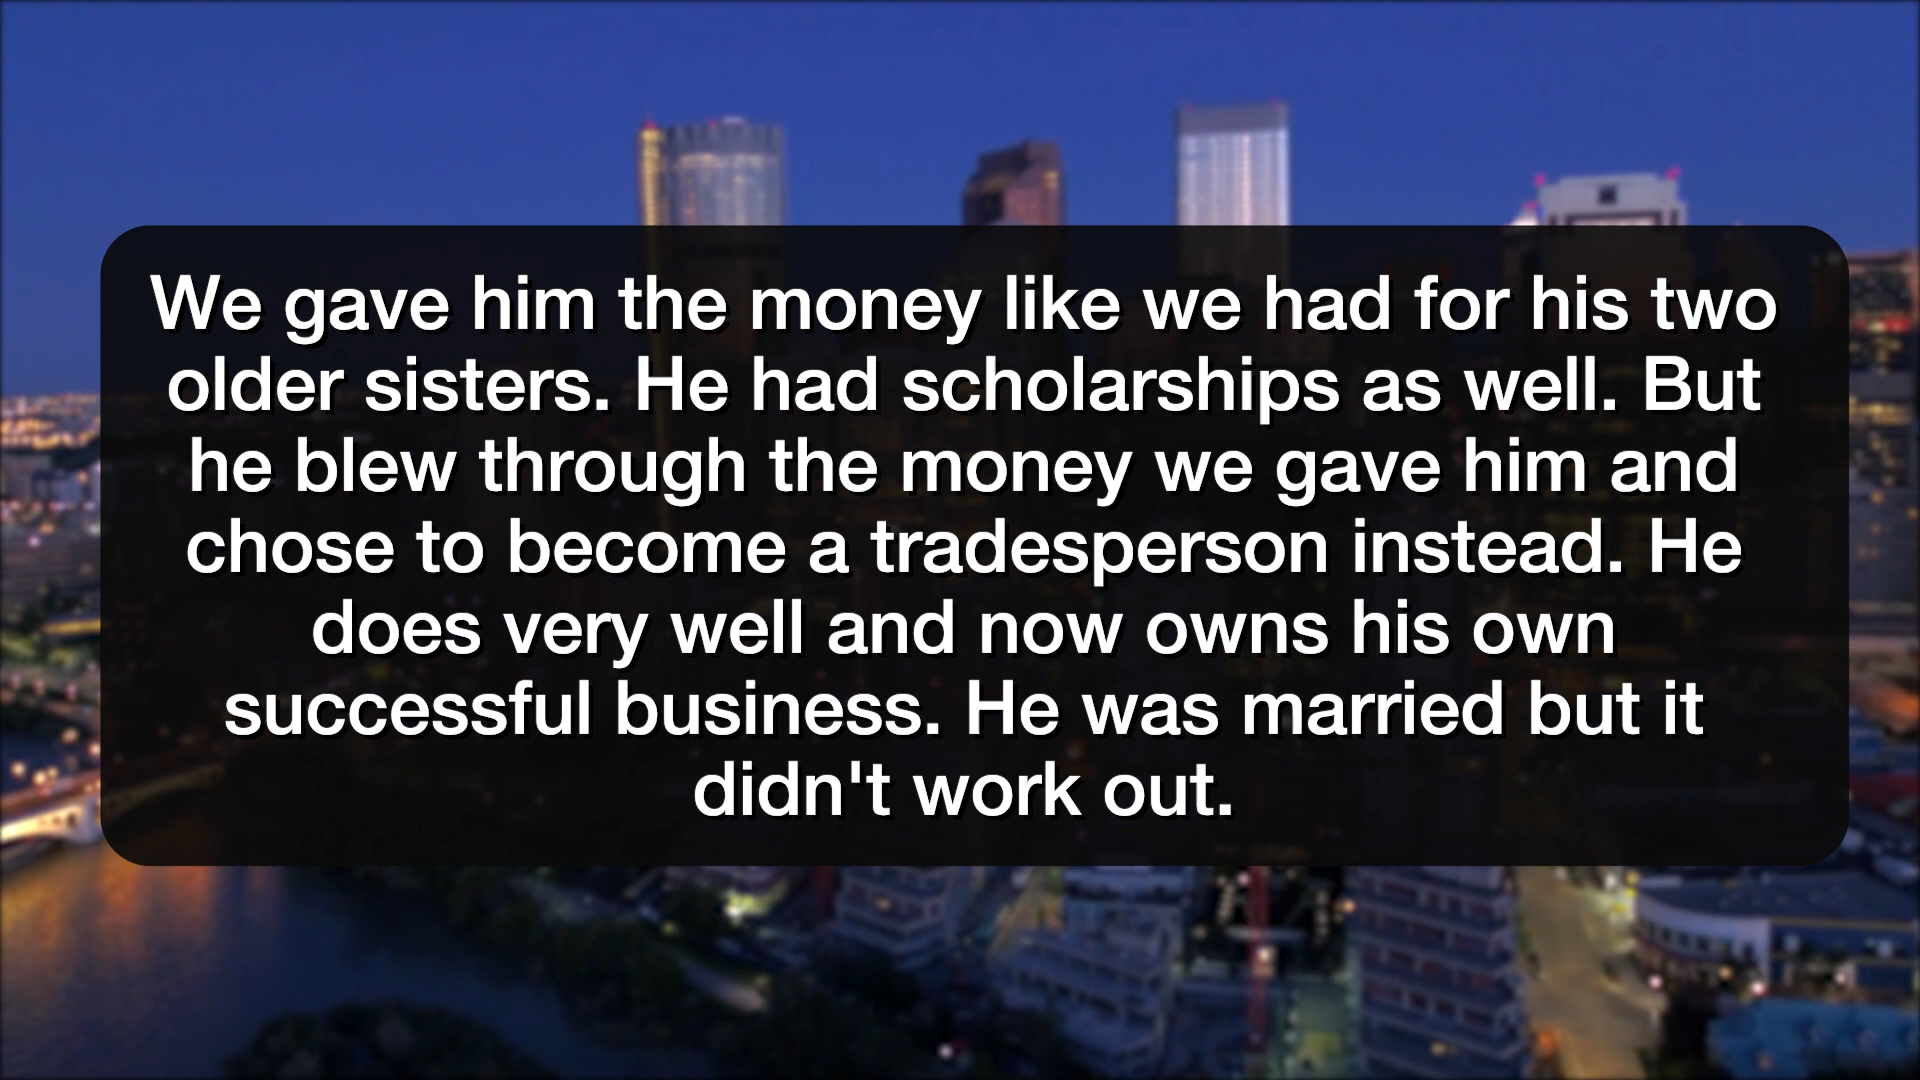 We gave him the money like we had for his two
older sisters. He had scholarships as well. But
he blew through the money we gave him and
chose to become a tradesperson instead. He
does very well and now owns his own
successful business. He was married but it
didn't work out.